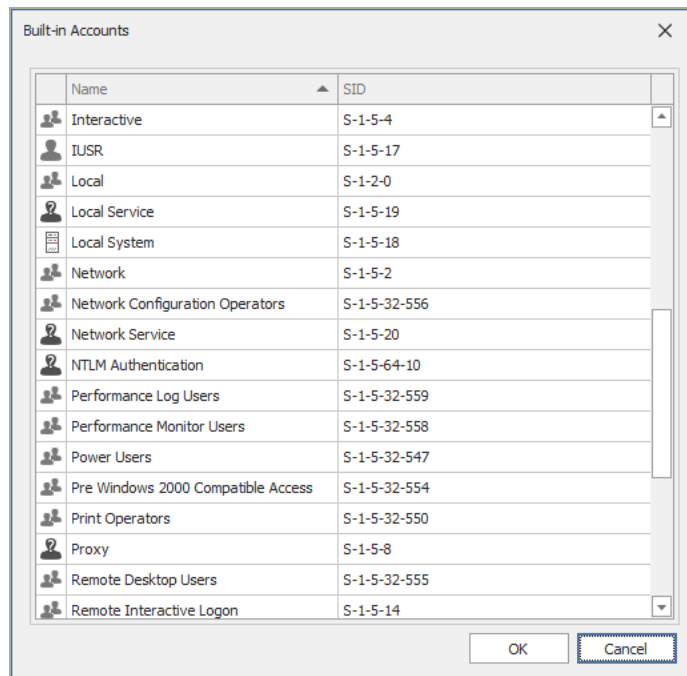 Built-in Accounts
Name SID
Interactive S-1-5-4
IUSR S-1-5-17
Local S-1-2-0
Local Service S-1-5-19
Local System S-1-5-18
Network S-1-5-2
Network Configuration Operators S-1-5-32-556
Network Service S-1-5-20
NTLM Authentication S-1-5-64-10
Performance Log Users S-1-5-32-559
Performance Monitor Users S-1-5-32-558
Power Users S-1-5-32-547
Pre Windows 2000 Compatible Access S-1-5-32-554
Print Operators S-1-5-32-550
Proxy S-1-5-8
Remote Desktop Users S-1-5-32-555
Remote Interactive Logon S-1-5-14
OK Cancel